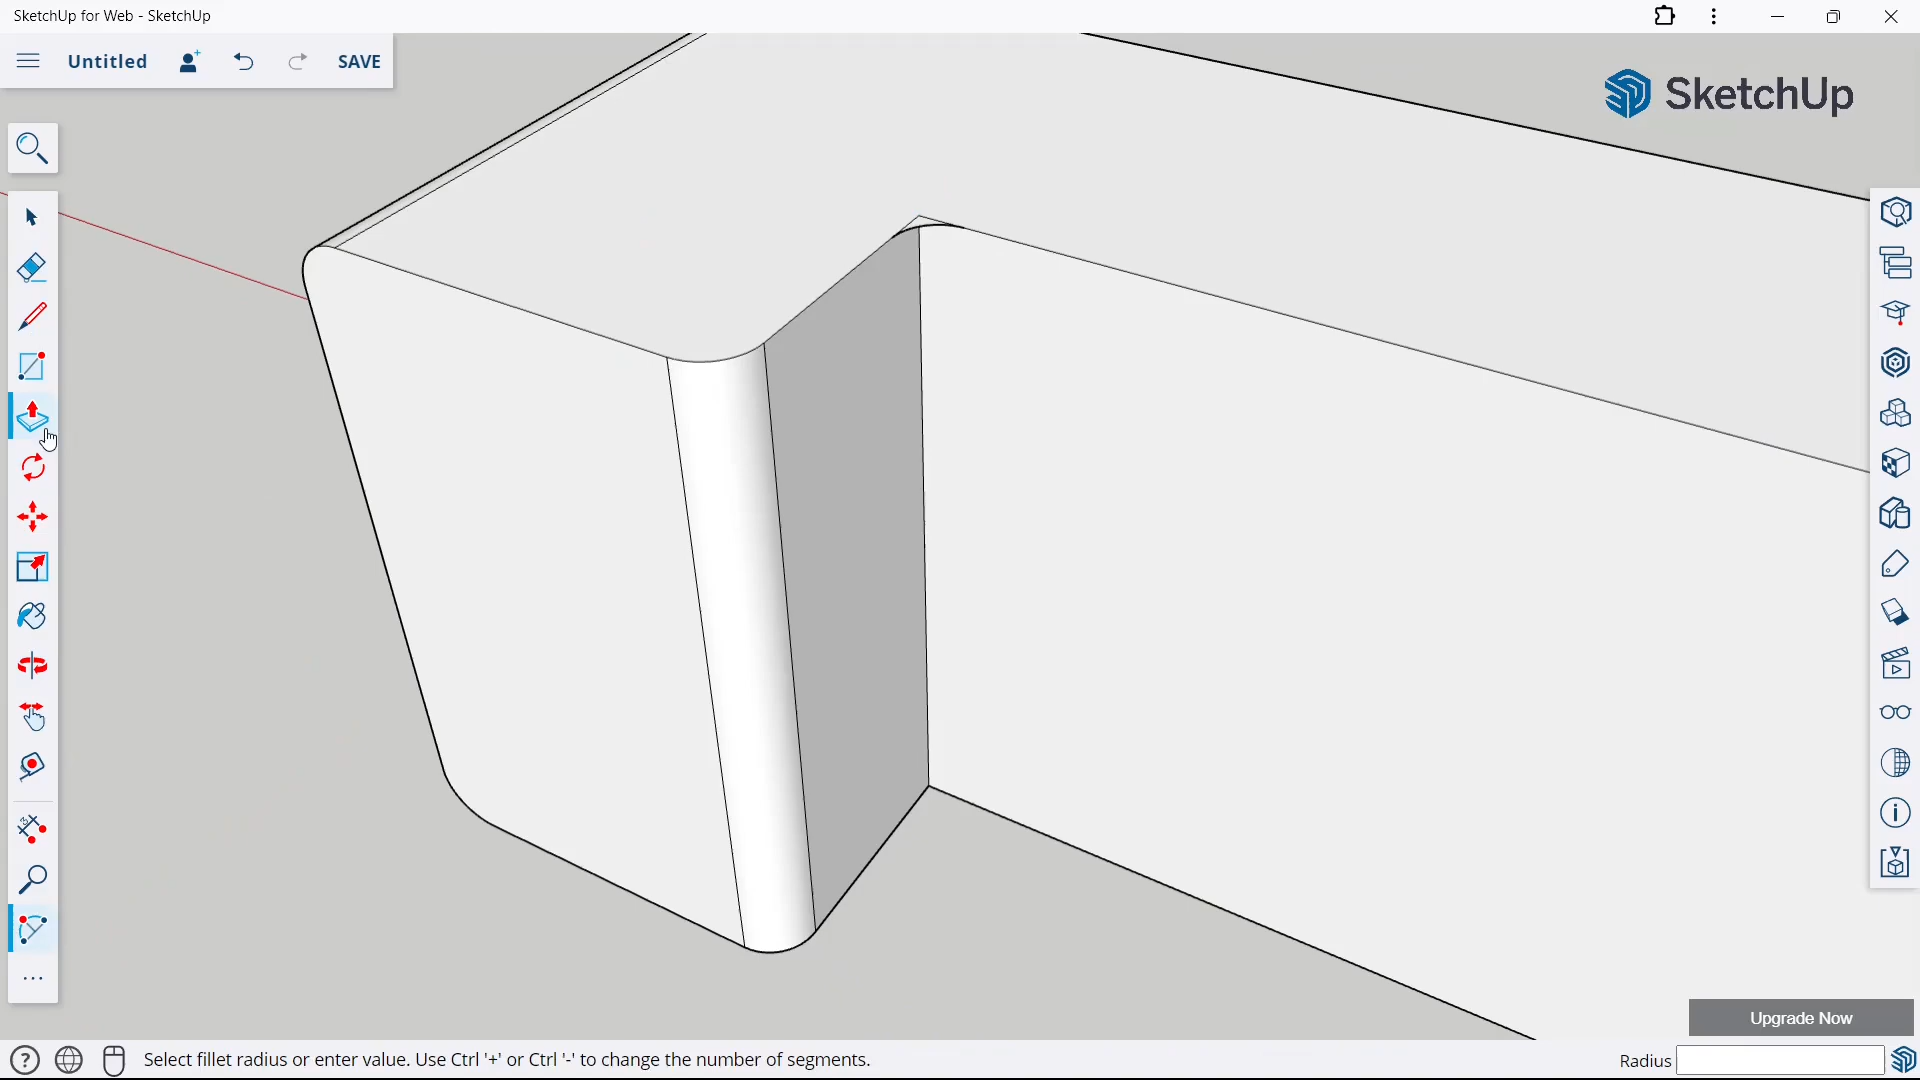 SketchUp for Web - SketchUp
Untitled
SAVE
SketchUp
Upgrade Now
Select fillet radius or enter value. Use Ctrl '+' or Ctrl '-' to change the number of segments.
Radius